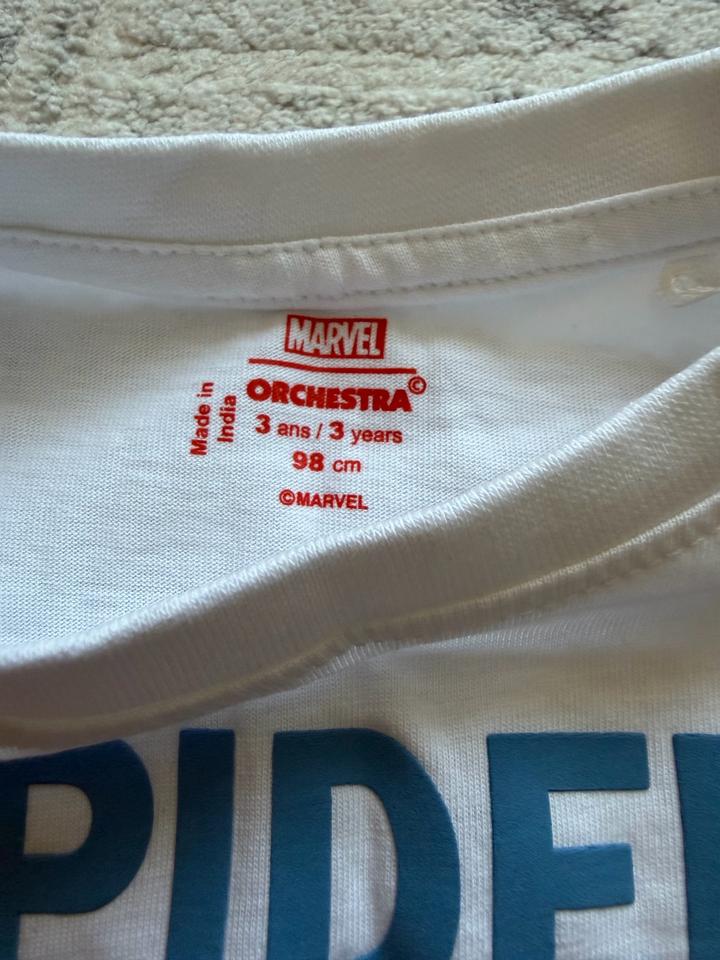 MARVEL
ORCHESTRA©
Made in
India
3 ans / 3 years
98 cm
©MARVEL
PIDE